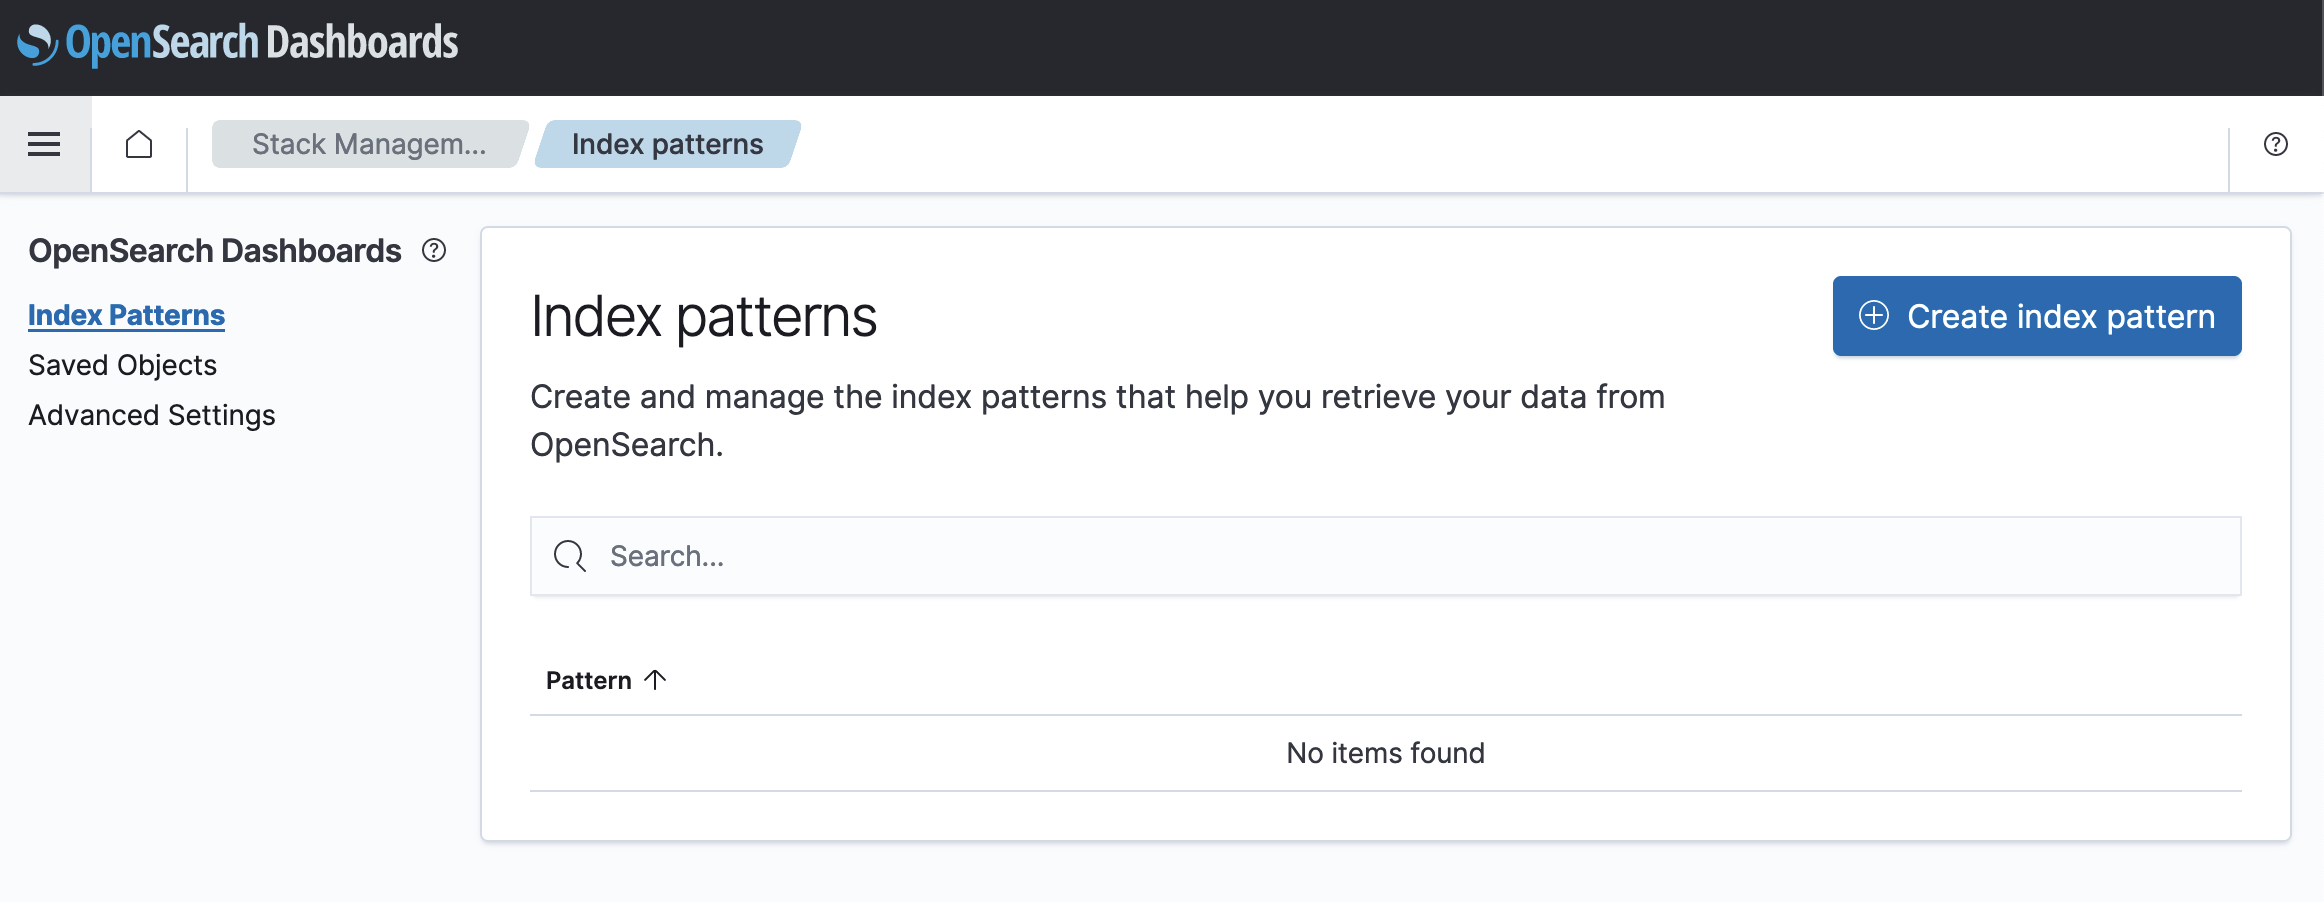 OpenSearch Dashboards
Stack Managem...
Index patterns
OpenSearch Dashboards
Index Patterns
Saved Objects
Advanced Settings
Index patterns
Create index pattern
Create and manage the index patterns that help you retrieve your data from
OpenSearch.
Search...
Pattern
No items found